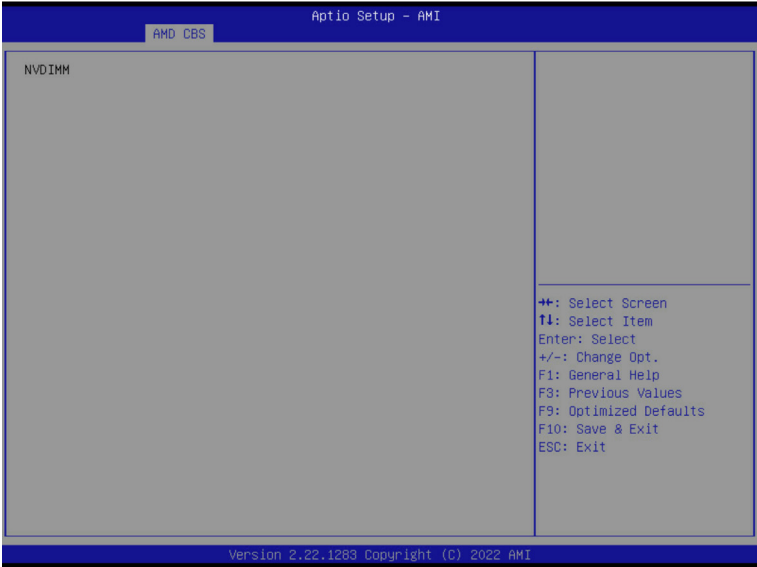 Aptio Setup – AMI
AMD CBS
NVDIMM
→←: Select Screen
↑↓: Select Item
Enter: Select
+/-: Change Opt.
F1: General Help
F3: Previous Values
F9: Optimized Defaults
F10: Save & Exit
ESC: Exit
Version 2.22.1283 Copyright (C) 2022 AMI